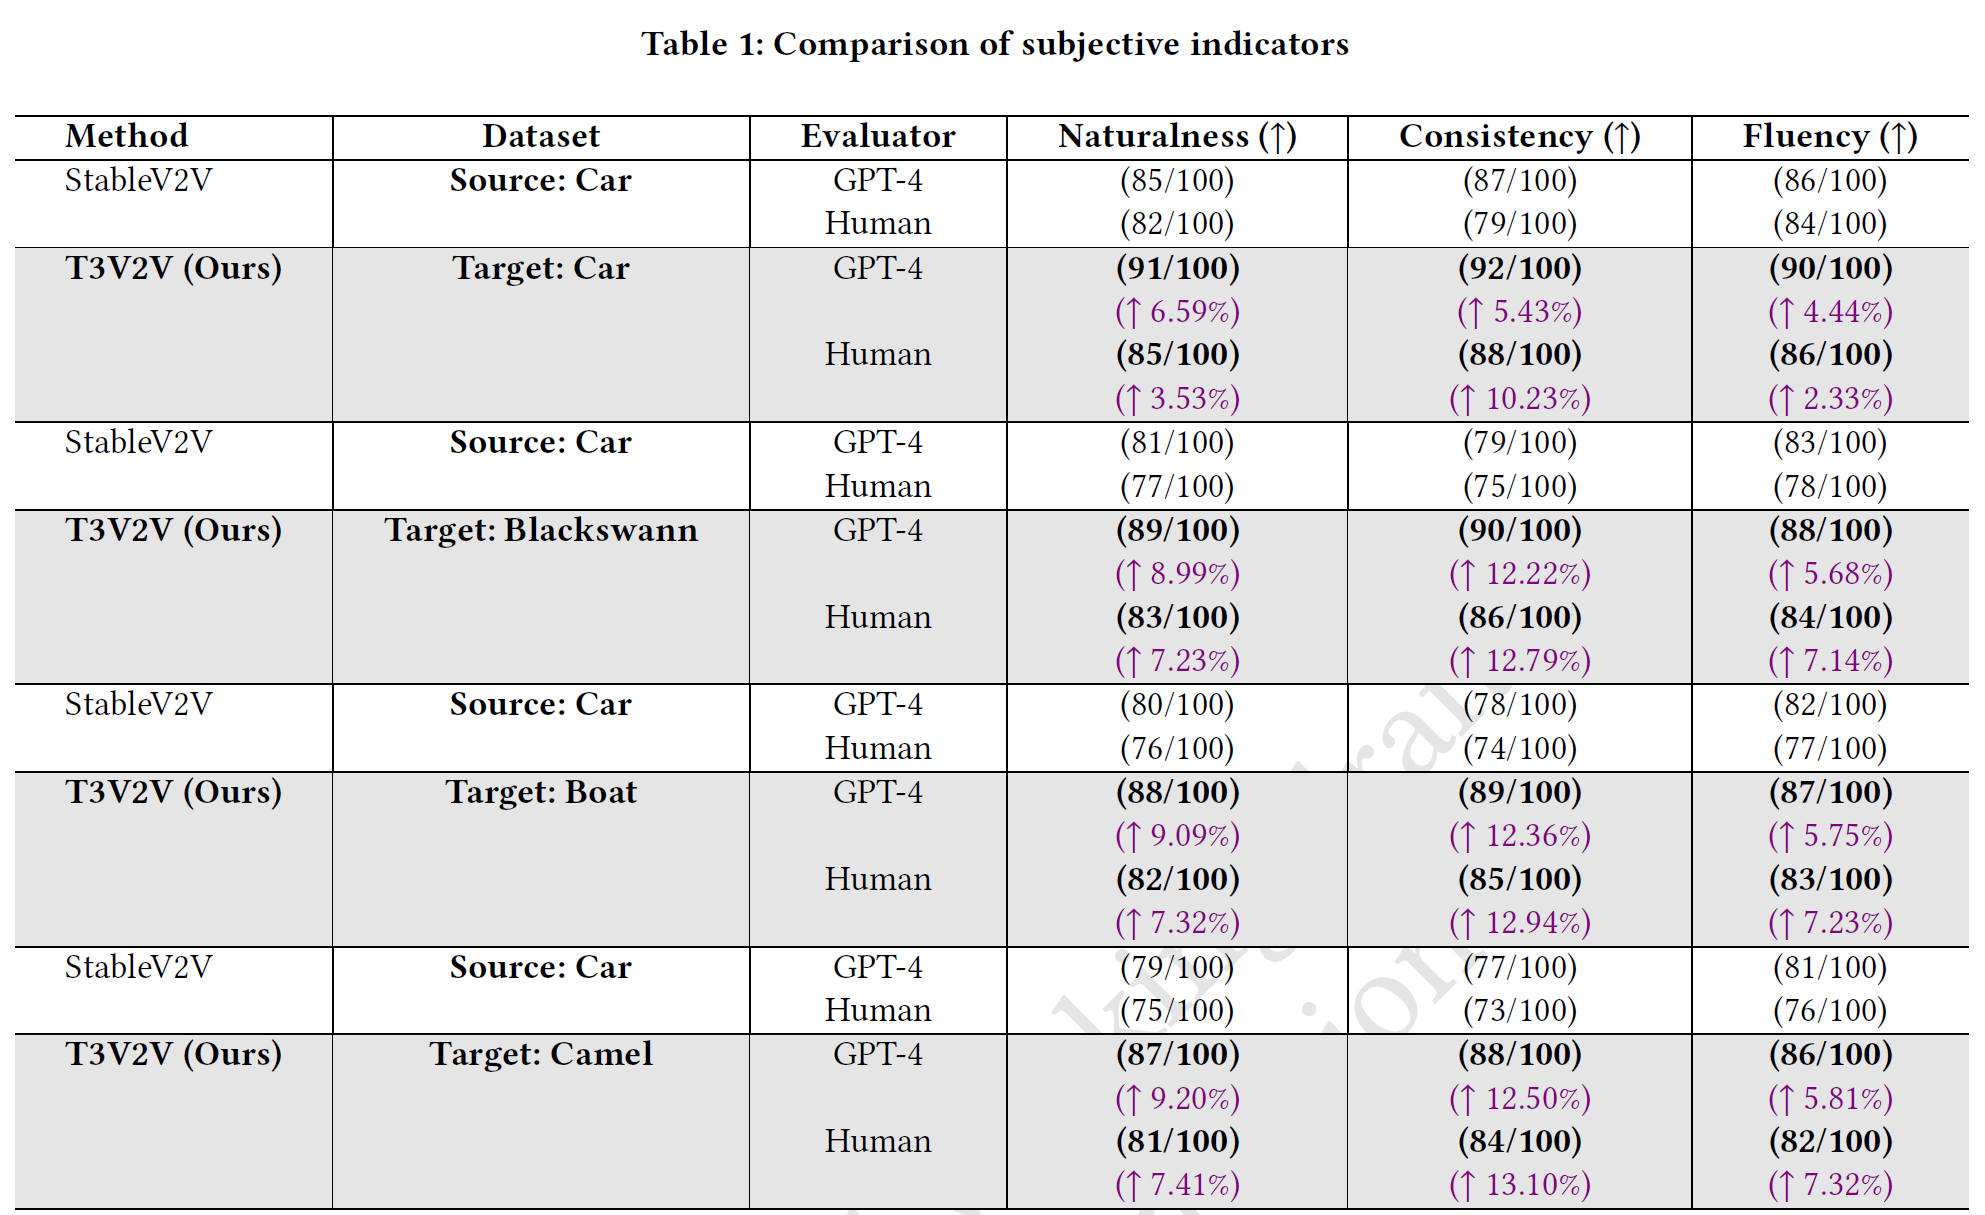 Table 1: Comparison of subjective indicators
Method Dataset Evaluator Naturalness (↑) Consistency (↑) Fluency (↑)
StableV2V Source: Car GPT-4 (85/100) (87/100) (86/100)
Human (82/100) (79/100) (84/100)
T3V2V (Ours) Target: Car GPT-4 (91/100) (92/100) (90/100)
(↑ 6.59%) (↑ 5.43%) (↑ 4.44%)
Human (85/100) (88/100) (86/100)
(↑ 3.53%) (↑ 10.23%) (↑ 2.33%)
StableV2V Source: Car GPT-4 (81/100) (79/100) (83/100)
Human (77/100) (75/100) (78/100)
T3V2V (Ours) Target: Blackswann GPT-4 (89/100) (90/100) (88/100)
(↑ 8.99%) (↑ 12.22%) (↑ 5.68%)
Human (83/100) (86/100) (84/100)
(↑ 7.23%) (↑ 12.79%) (↑ 7.14%)
StableV2V Source: Car GPT-4 (80/100) (78/100) (82/100)
Human (76/100) (74/100) (77/100)
T3V2V (Ours) Target: Boat GPT-4 (88/100) (89/100) (87/100)
(↑ 9.09%) (↑ 12.36%) (↑ 5.75%)
Human (82/100) (85/100) (83/100)
(↑ 7.32%) (↑ 12.94%) (↑ 7.23%)
StableV2V Source: Car GPT-4 (79/100) (77/100) (81/100)
Human (75/100) (73/100) (76/100)
T3V2V (Ours) Target: Camel GPT-4 (87/100) (88/100) (86/100)
(↑ 9.20%) (↑ 12.50%) (↑ 5.81%)
Human (81/100) (84/100) (82/100)
(↑ 7.41%) (↑ 13.10%) (↑ 7.32%)